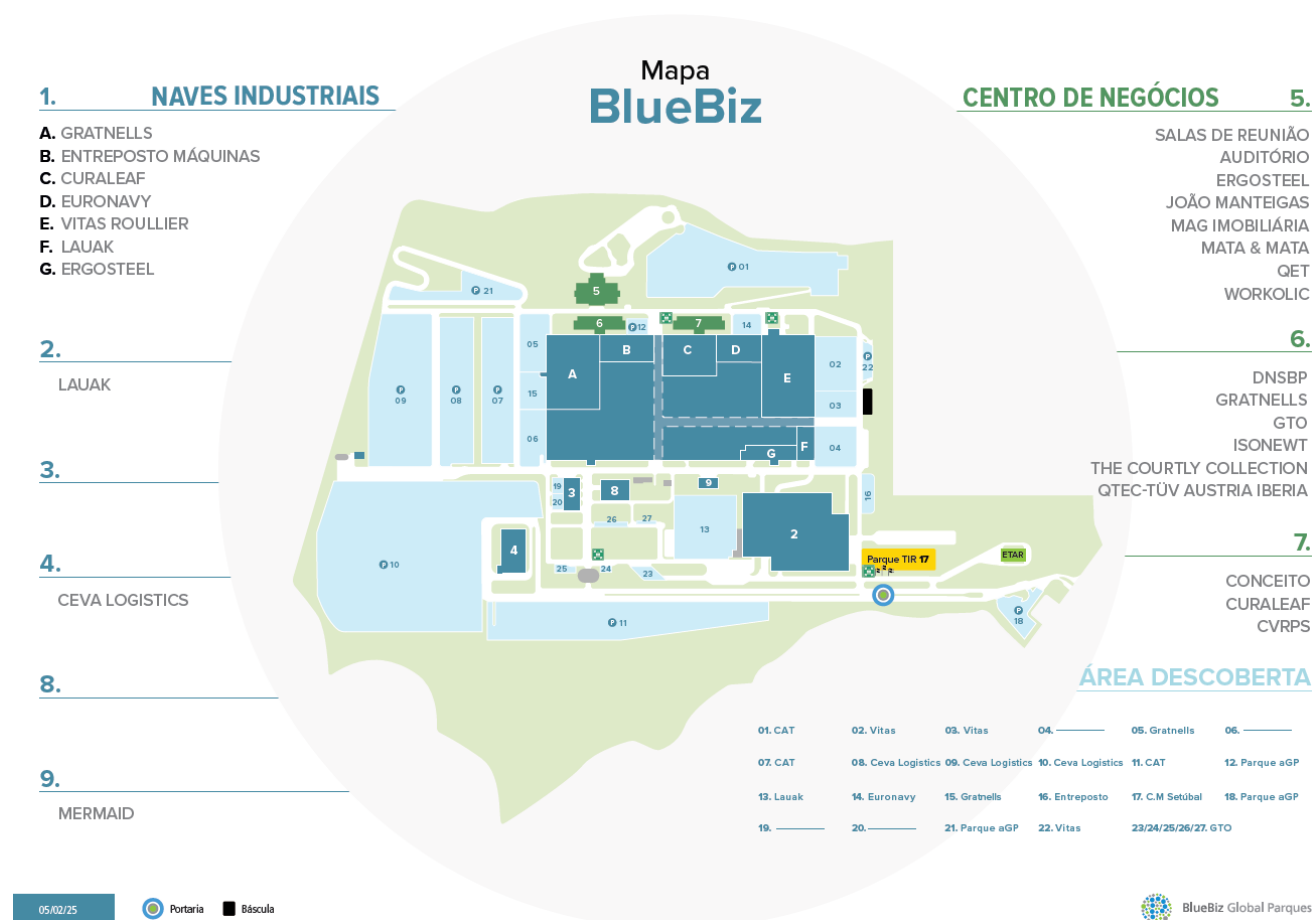 Mapa
BlueBiz
1. NAVES INDUSTRIAIS
A. GRATNELLS
B. ENTREPOSTO MÁQUINAS
C. CURALEAF
D. EURONAVY
E. VITAS ROULLIER
F. LAUAK
G. ERGOSTEEL
2.
LAUAK
3.
4.
CEVA LOGISTICS
8.
9.
MERMAID
CENTRO DE NEGÓCIOS 5.
SALAS DE REUNIÃO
AUDITÓRIO
ERGOSTEEL
JOÃO MANTEIGAS
MAG IMOBILIÁRIA
MATA & MATA
QET
WORKOLIC
6.
DNSBP
GRATNELLS
GTO
ISONEWT
THE COURTLY COLLECTION
QTEC-TÜV AUSTRIA IBERIA
7.
CONCEITO
CURALEAF
CVRPS
P 01
P 21
5
6
P 12
7
14
05
B
C
D
02
P
22
A
E
P
09
P
08
P
07
15
03
06
F
04
G
19
3
8
9
16
20
26
27
13
2
4
Parque TIR 17
ETAR
P 10
25
24
23
P
18
P 11
ÁREA DESCOBERTA
01. CAT 02. Vitas 03. Vitas 04. 05. Gratnells 06.
07. CAT 08. Ceva Logistics 09. Ceva Logistics 10. Ceva Logistics 11. CAT 12. Parque aGP
13. Lauak 14. Euronavy 15. Gratnells 16. Entreposto 17. C.M Setúbal 18. Parque aGP
19. 20. 21. Parque aGP 22. Vitas 23/24/25/26/27. GTO
05/02/25 Portaria Báscula
BlueBiz Global Parques